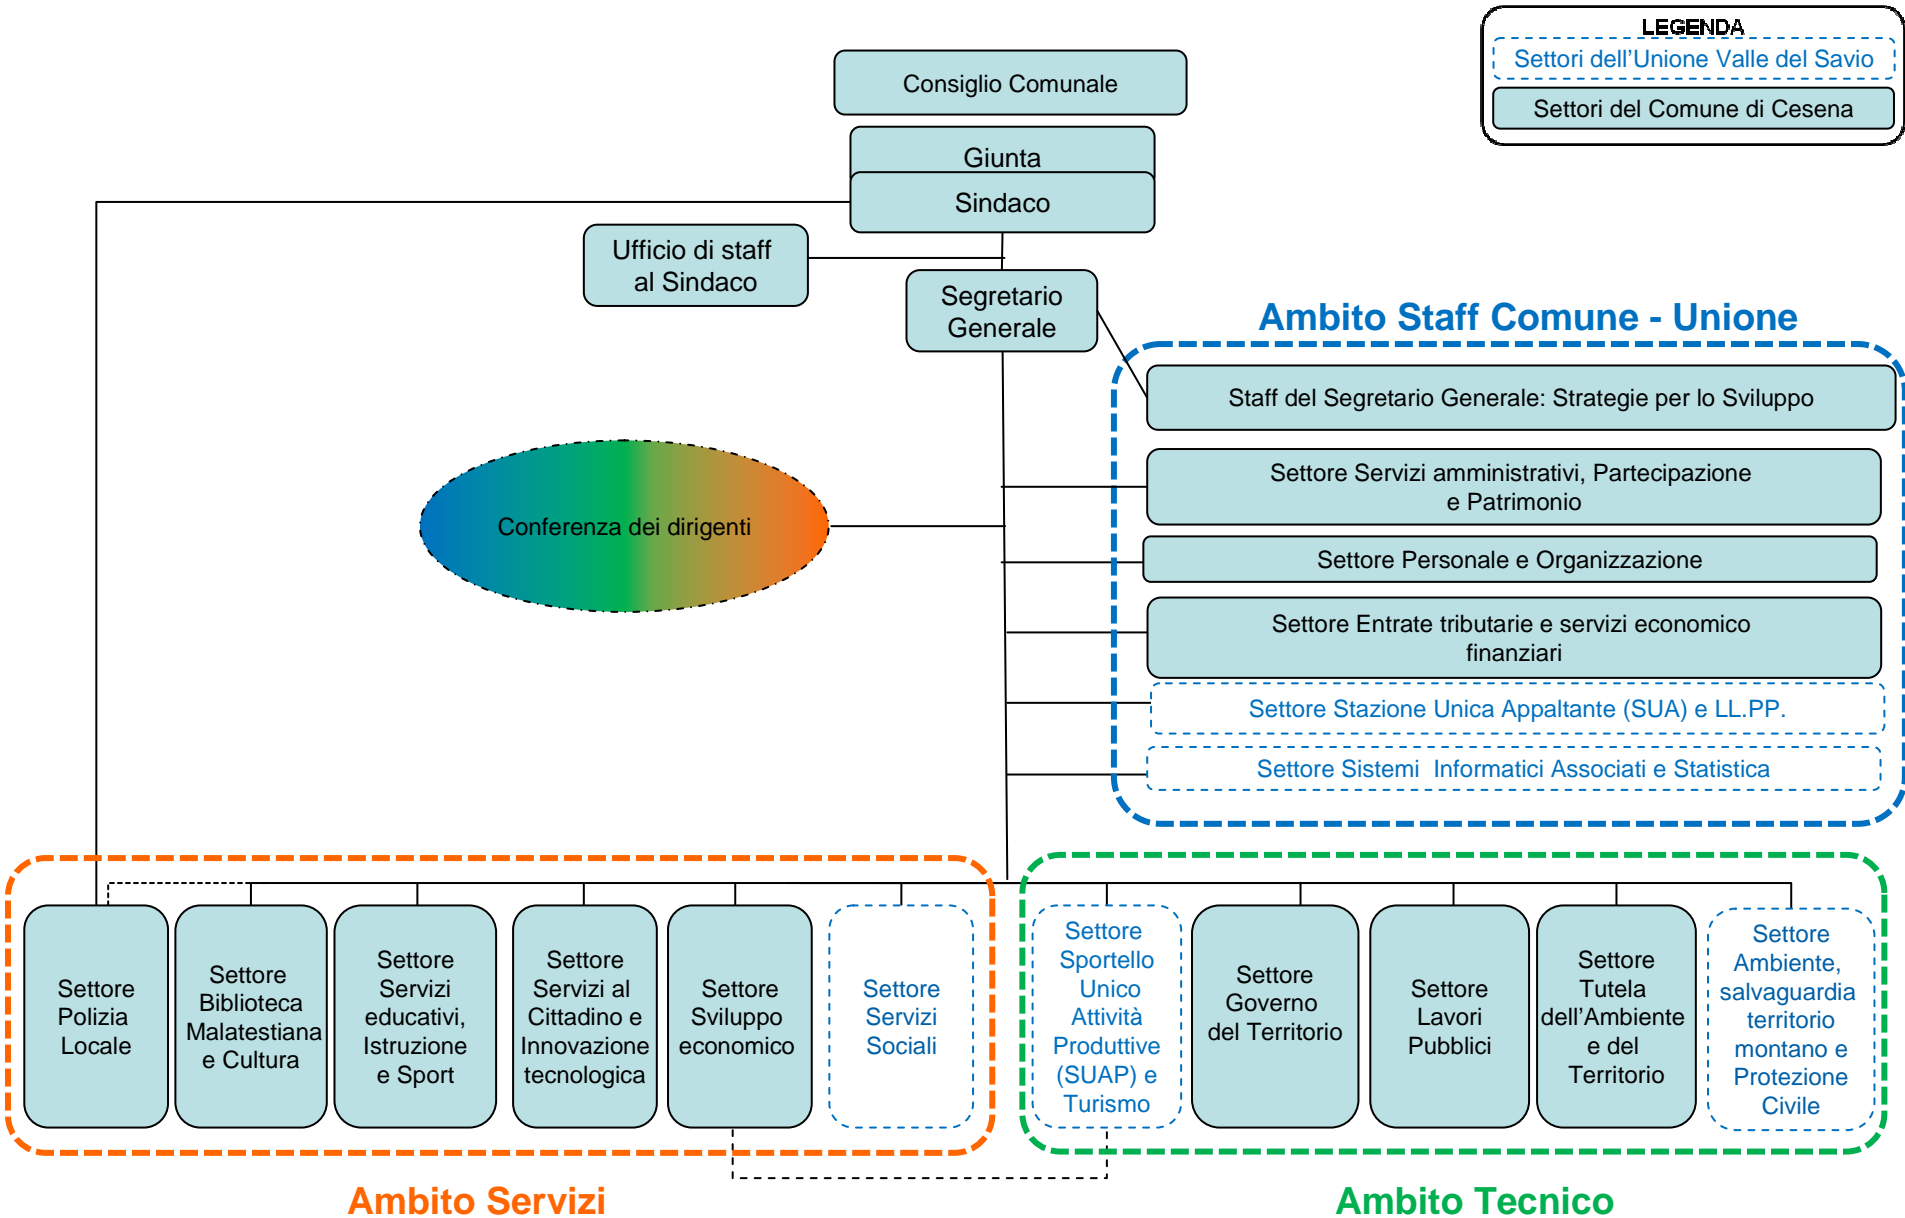 LEGENDA
Settori dell'Unione Valle del Savio
Settori del Comune di Cesena
Consiglio Comunale
Giunta
Sindaco
Ufficio di staff
al Sindaco
Segretario
Generale
Ambito Staff Comune - Unione
Staff del Segretario Generale: Strategie per lo Sviluppo
Settore Servizi amministrativi, Partecipazione
e Patrimonio
Conferenza dei dirigenti
Settore Personale e Organizzazione
Settore Entrate tributarie e servizi economico
finanziari
Settore Stazione Unica Appaltante (SUA) e LL.PP.
Settore Sistemi  Informatici Associati e Statistica
Settore
Polizia
Locale
Settore
Biblioteca
Malatestiana
e Cultura
Settore
Servizi
educativi,
Istruzione
e Sport
Settore
Servizi al
Cittadino e
Innovazione
tecnologica
Settore
Sviluppo
economico
Settore
Servizi
Sociali
Settore
Sportello
Unico
Attività
Produttive
(SUAP) e
Turismo
Settore
Governo
del Territorio
Settore
Lavori
Pubblici
Settore
Tutela
dell'Ambiente
e del
Territorio
Settore
Ambiente,
salvaguardia
territorio
montano e
Protezione
Civile
Ambito Servizi
Ambito Tecnico